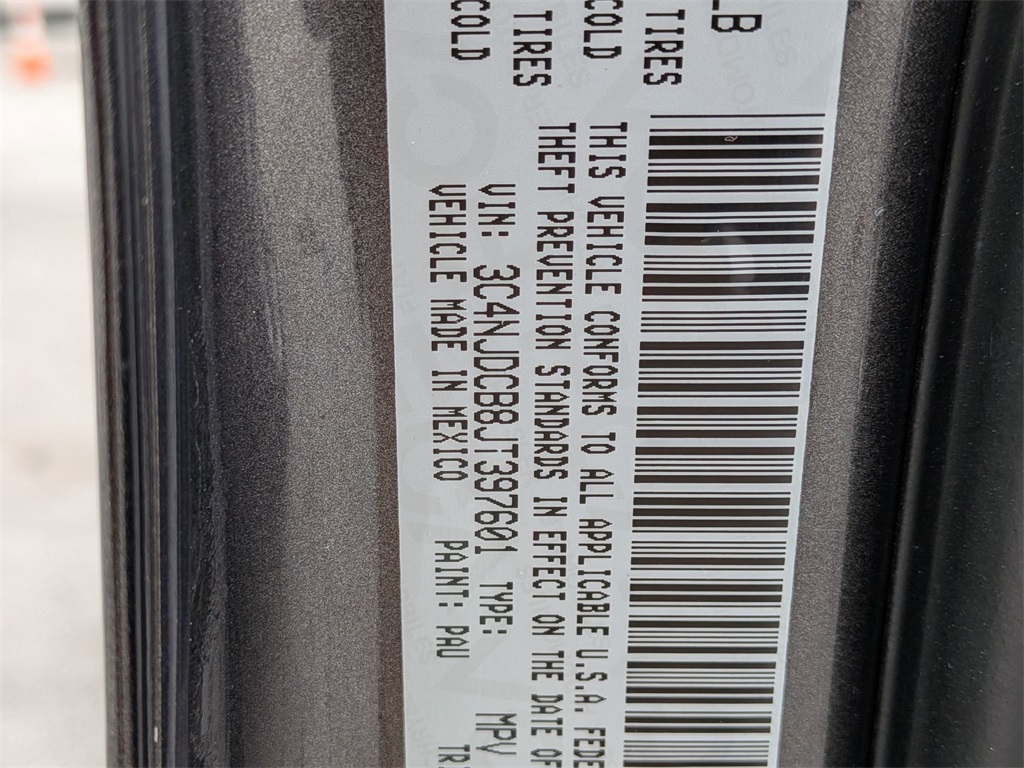 LB
TIRES
COLD
TIRES
COLD
THIS VEHICLE CONFORMS TO ALL APPLICABLE U.S.A. FEDE
THEFT PREVENTION STANDARDS IN EFFECT ON THE DATE OF
VIN: 3C4NJDCB8JT397601 TYPE: MPV
VEHICLE MADE IN MEXICO PAINT: PAU